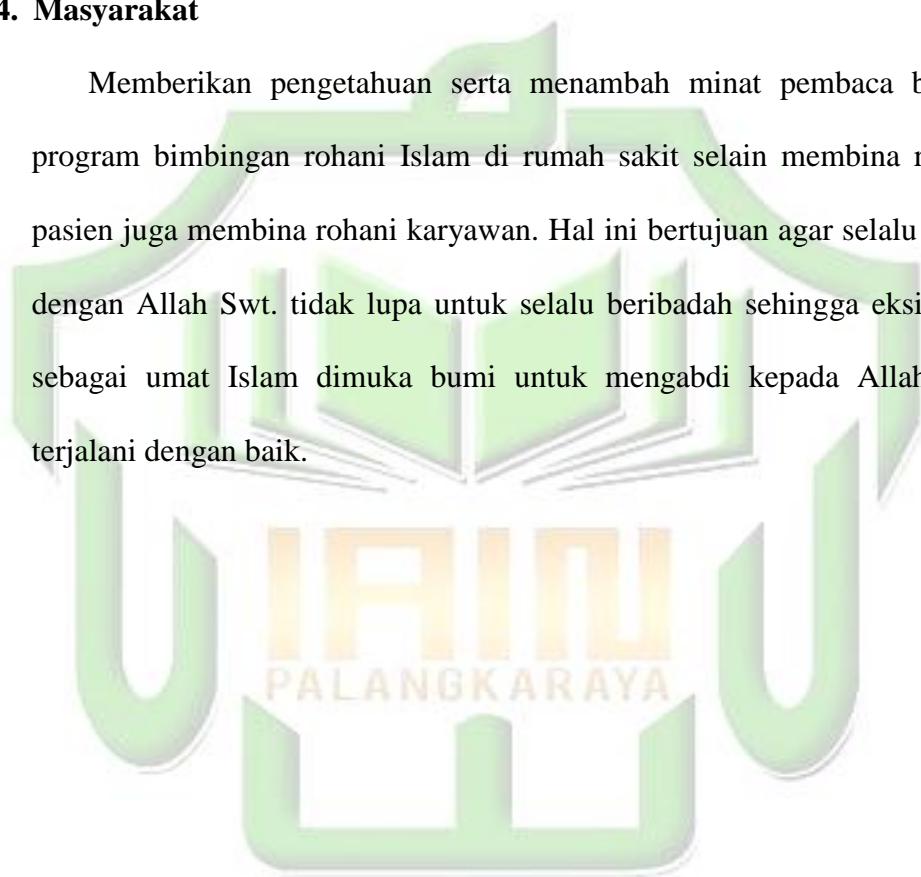 4. Masyarakat
Memberikan pengetahuan serta menambah minat pembaca
program bimbingan rohani Islam di rumah sakit selain membina
pasien juga membina rohani karyawan. Hal ini bertujuan agar selalu
dengan Allah Swt. tidak lupa untuk selalu beribadah sehingga
sebagai umat Islam dimuka bumi untuk mengabdi kepada Allah
terjalani dengan baik.
IAIN
PALANGKARAYA